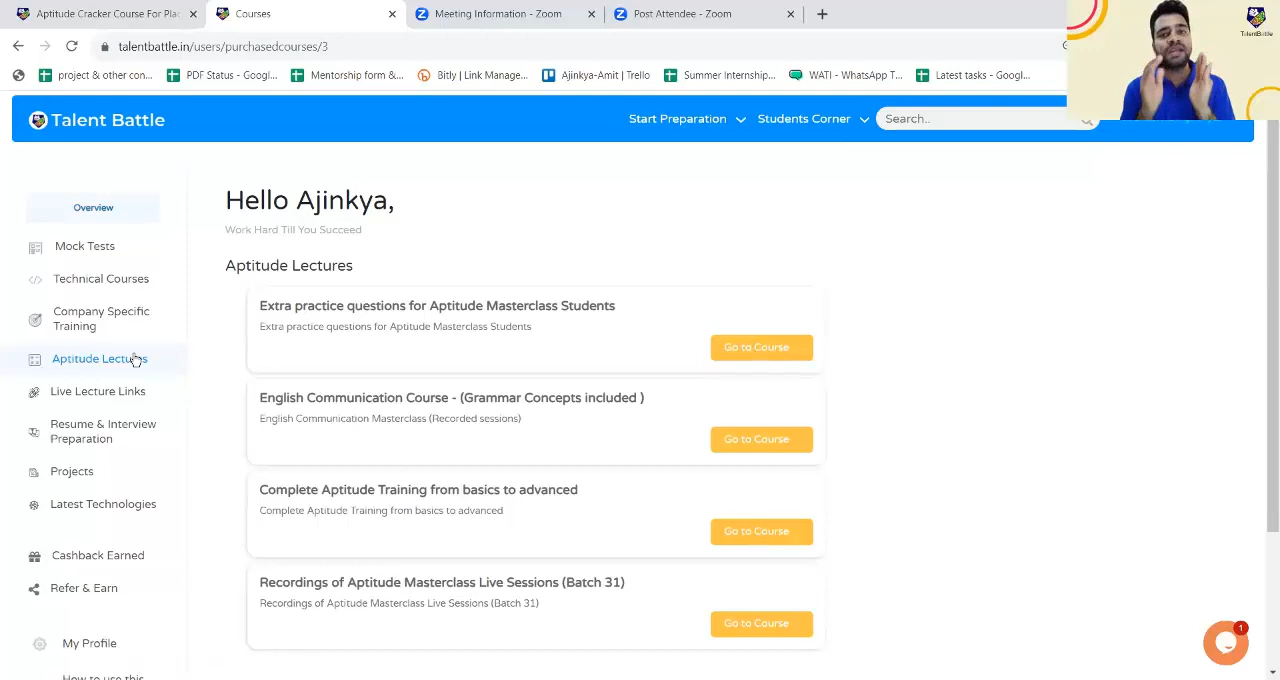 Aptitude Cracker Course For Pla
Courses
Meeting Information - Zoom
Post Attendee - Zoom
talentbattle.in/users/purchasedcourses/3
project & other con...
PDF Status - Googl...
Mentorship form &...
Bitly | Link Manage...
Ajinkya-Amit | Trello
Summer Internship...
WATI - WhatsApp T...
Latest tasks - Googl...
TalentBattle
Talent Battle
Start Preparation
Students Corner
Search..
Overview
Mock Tests
Technical Courses
Company Specific
Training
Aptitude Lectures
Live Lecture Links
Resume & Interview
Preparation
Projects
Latest Technologies
Cashback Earned
Refer & Earn
My Profile
How to use this
Hello Ajinkya,
Work Hard Till You Succeed
Aptitude Lectures
Extra practice questions for Aptitude Masterclass Students
Extra practice questions for Aptitude Masterclass Students
Go to Course
English Communication Course - (Grammar Concepts included )
English Communication Masterclass (Recorded sessions)
Go to Course
Complete Aptitude Training from basics to advanced
Complete Aptitude Training from basics to advanced
Go to Course
Recordings of Aptitude Masterclass Live Sessions (Batch 31)
Recordings of Aptitude Masterclass Live Sessions (Batch 31)
Go to Course
1